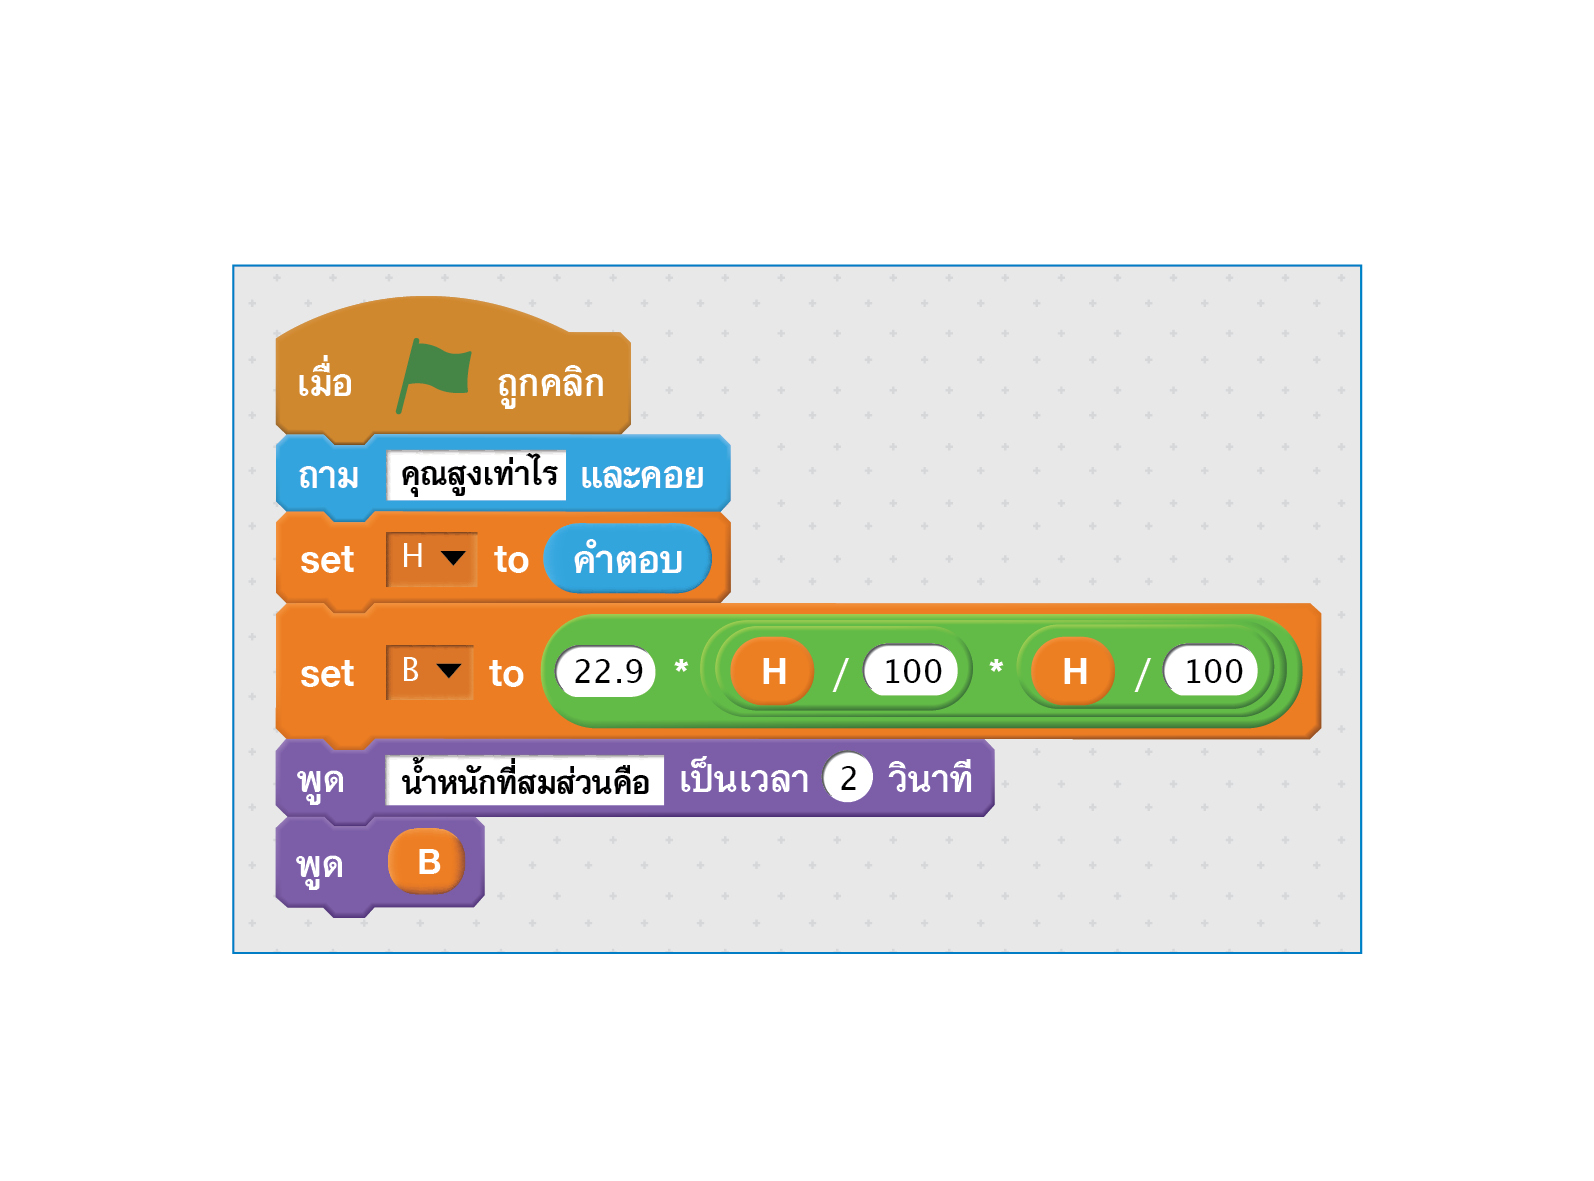 เมื่อ ถูกคลิก
ถาม คุณสูงเท่าไร และคอย
set H to คำตอบ
set B to 22.9 * H / 100 * H / 100
พูด น้ำหนักที่สมส่วนคือ เป็นเวลา 2 วินาที
พูด B